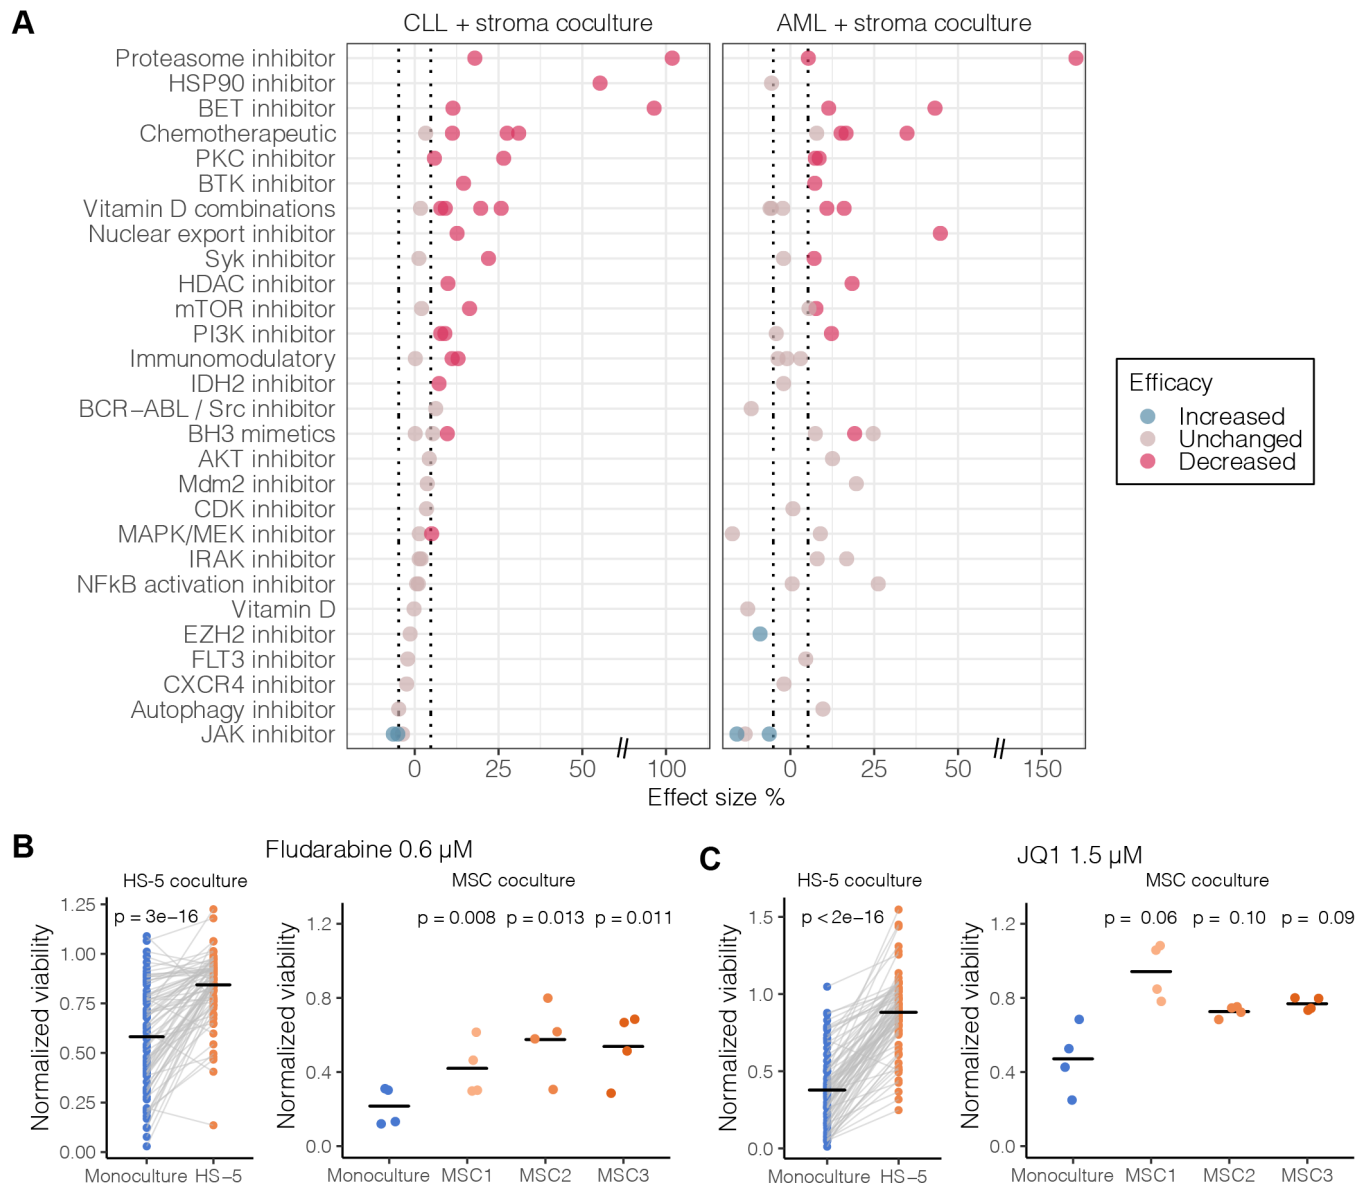 A
CLL + stroma coculture
AML + stroma coculture
Proteasome inhibitor
HSP90 inhibitor
BET inhibitor
Chemotherapeutic
PKC inhibitor
BTK inhibitor
Vitamin D combinations
Nuclear export inhibitor
Syk inhibitor
HDAC inhibitor
mTOR inhibitor
PI3K inhibitor
Immunomodulatory
IDH2 inhibitor
BCR−ABL / Src inhibitor
BH3 mimetics
AKT inhibitor
Mdm2 inhibitor
CDK inhibitor
MAPK/MEK inhibitor
IRAK inhibitor
NFkB activation inhibitor
Vitamin D
EZH2 inhibitor
FLT3 inhibitor
CXCR4 inhibitor
Autophagy inhibitor
JAK inhibitor
0 25 50 // 100
0 25 50 // 150
Effect size %
Efficacy
Increased
Unchanged
Decreased
B
Fludarabine 0.6 µM
HS-5 coculture
p = 3e−16
Normalized viability
1.25
1.00
0.75
0.50
0.25
0.00
Monoculture HS−5
MSC coculture
p = 0.008 p = 0.013 p = 0.011
Normalized viability
1.2
0.8
0.4
0.0
Monoculture MSC1 MSC2 MSC3
C
JQ1 1.5 µM
HS-5 coculture
p < 2e−16
Normalized viability
1.5
1.0
0.5
0.0
Monoculture HS−5
MSC coculture
p = 0.06 p = 0.10 p = 0.09
Normalized viability
1.2
0.8
0.4
0.0
Monoculture MSC1 MSC2 MSC3